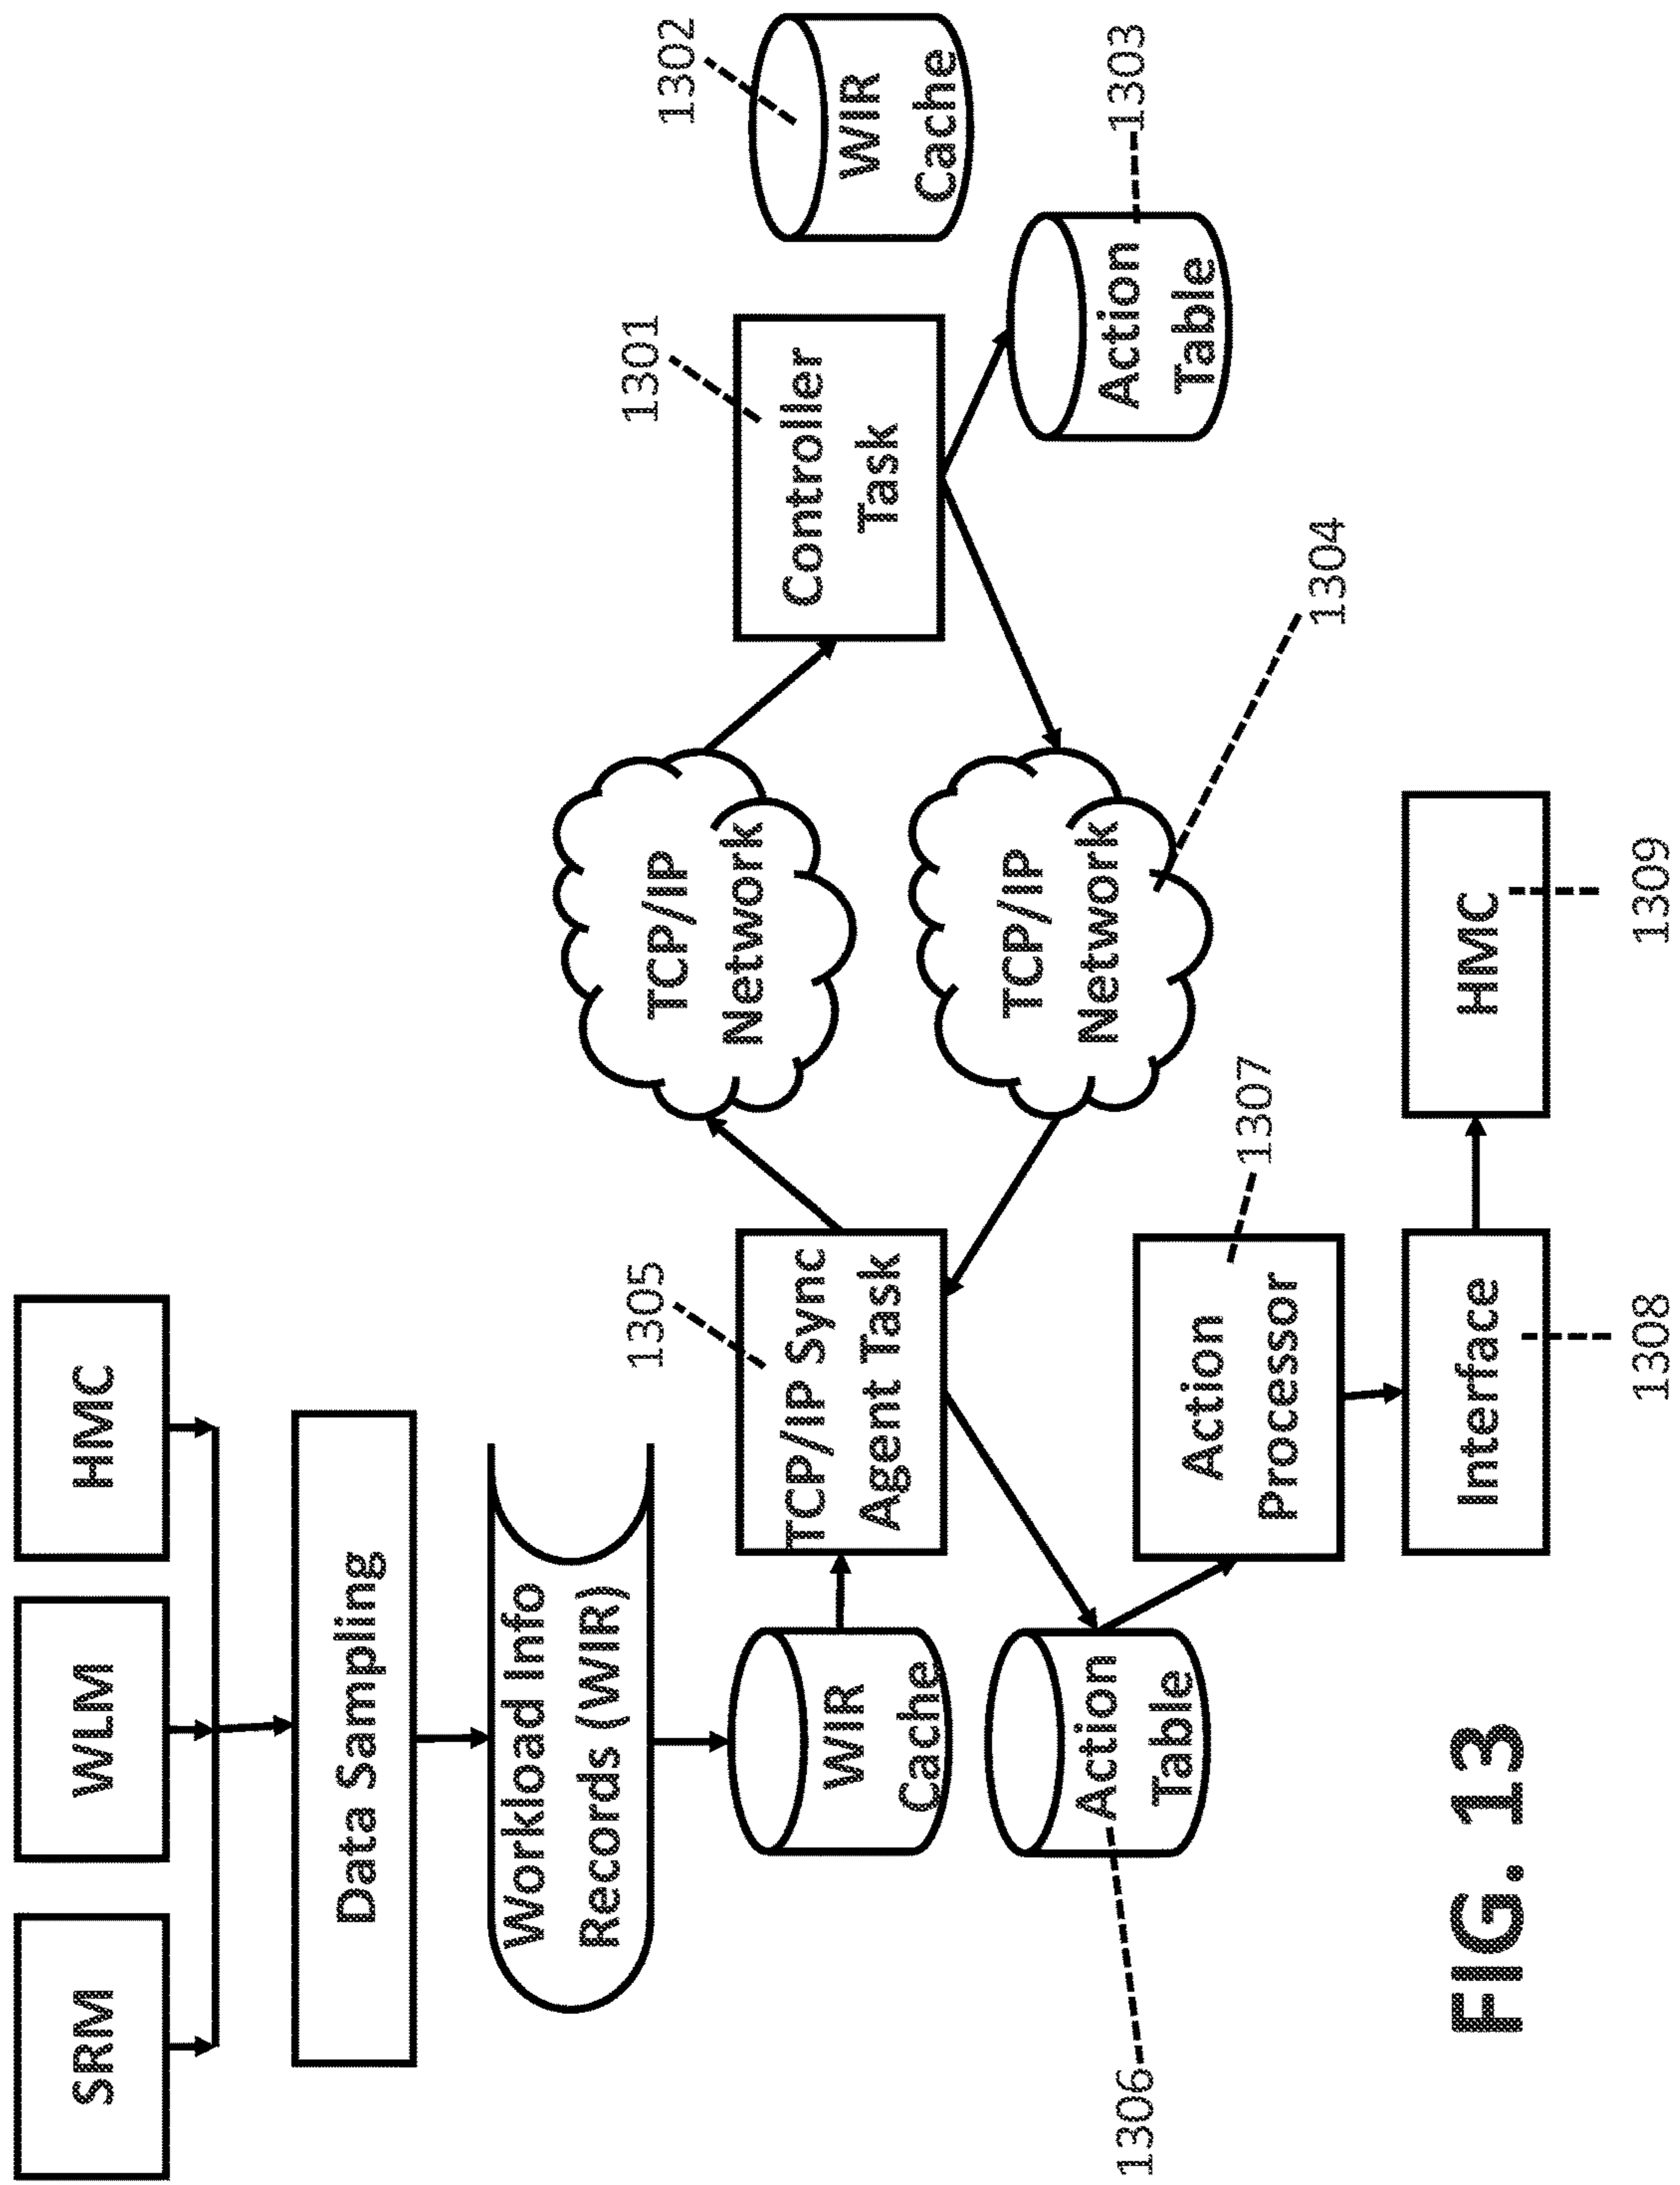 SRM
WLM
HMC
Data Sampling
Workload Info
Records (WIR)
WIR
Cache
TCP/IP Sync
Agent Task
1305
TCP/IP
Network
Controller
Task
1301
WIR
Cache
1302
Action
Table
1303
TCP/IP
Network
1304
Action
Table
1306
Action
Processor
1307
Interface
1308
HMC
1309
FIG. 13